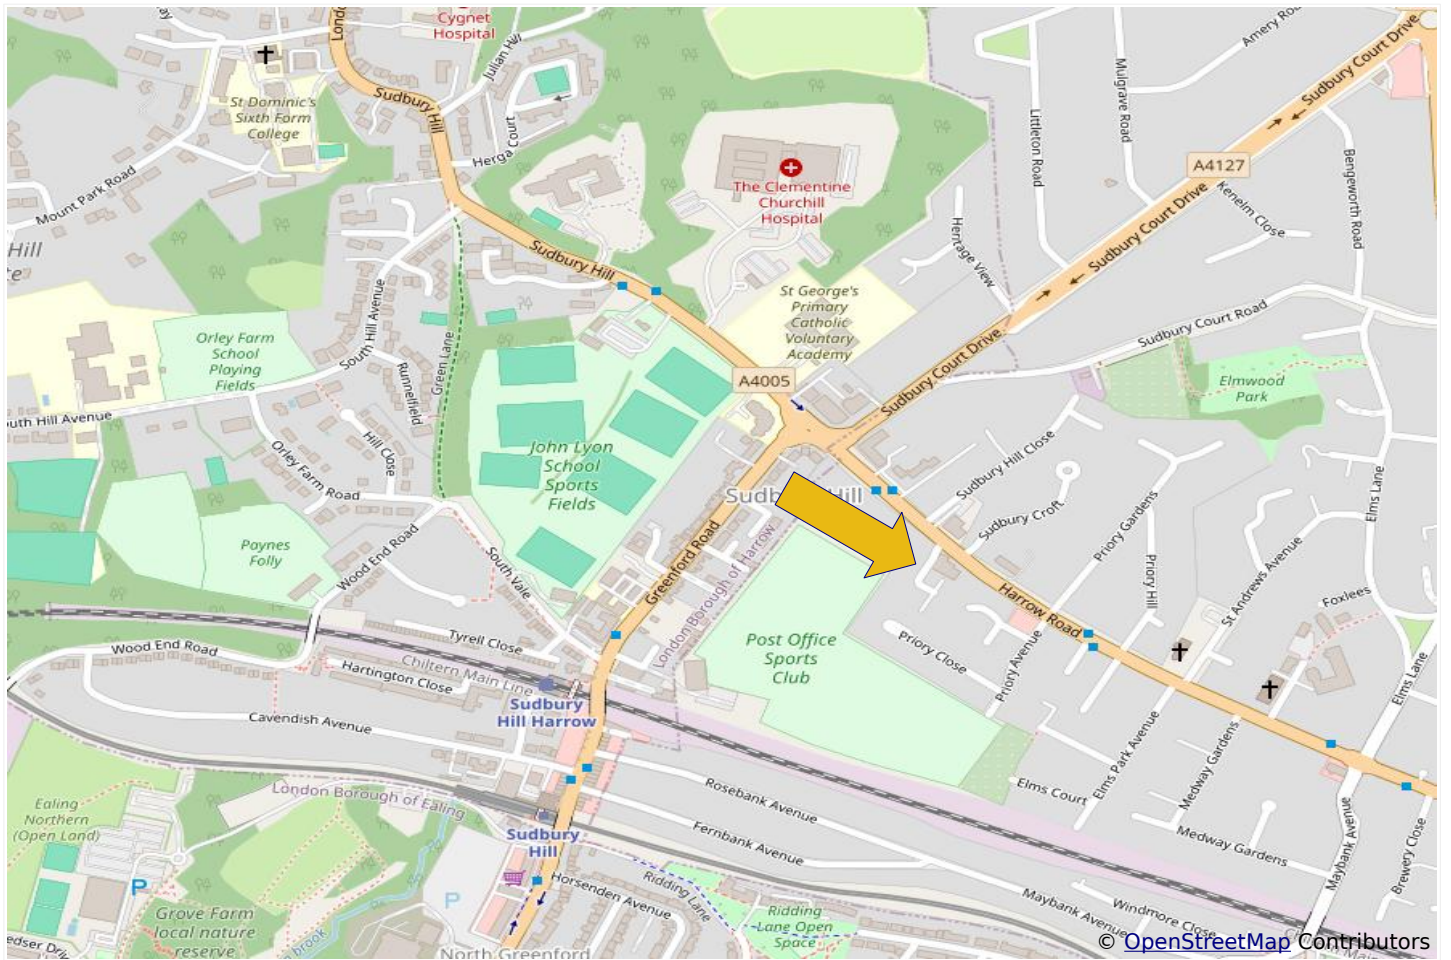 Cygnet
Hospital
Julian Hill
Sudbury Hill
St Dominic's
Sixth Form
College
Herga Court
Mount Park Road
Hill
The Clementine
Churchill
Hospital
Littleton Road
Mulgrave Road
Sudbury Court Drive
A4127
Bengeworth Road
Kenelm Close
Sudbury Court Drive
Heritage View
Sudbury Hill
St George's
Primary
Catholic
Voluntary
Academy
Sudbury Court Road
Sudbury Court Drive
Orley Farm
School
Playing
Fields
South Hill Avenue
Runnelfield
Green Lane
A4005
Elmwood
Park
uth Hill Avenue
Hill Close
Orley Farm Road
John Lyon
School
Sports
Fields
Sudbury Hill Close
Sudbury Croft
Priory Gardens
Elms Lane
Paynes
Folly
Wood End Road
South Vale
Greenford Road
London Borough of Harrow
Harrow Road
Priory Hill
St Andrews Avenue
Foxlees
Tyrell Close
Wood End Road
Hartington Close
Chiltern Main Line
Cavendish Avenue
Sudbury
Hill Harrow
Post Office
Sports
Club
Priory Close
Priory Avenue
Elms Lane
Elms Park Avenue
Medway Gardens
Elms Court
Rosebank Avenue
Fernbank Avenue
Medway Gardens
Maybank Avenue
Brewery Close
London Borough of Ealing
Ealing
Northern
(Open Land)
Sudbury
Hill
P
P
Horsenden Avenue
Ridding Lane
Ridding
Lane Open
Space
Maybank Avenue
Windmore Close
Grove Farm
local nature
reserve
North Greenford
© OpenStreetMap Contributors